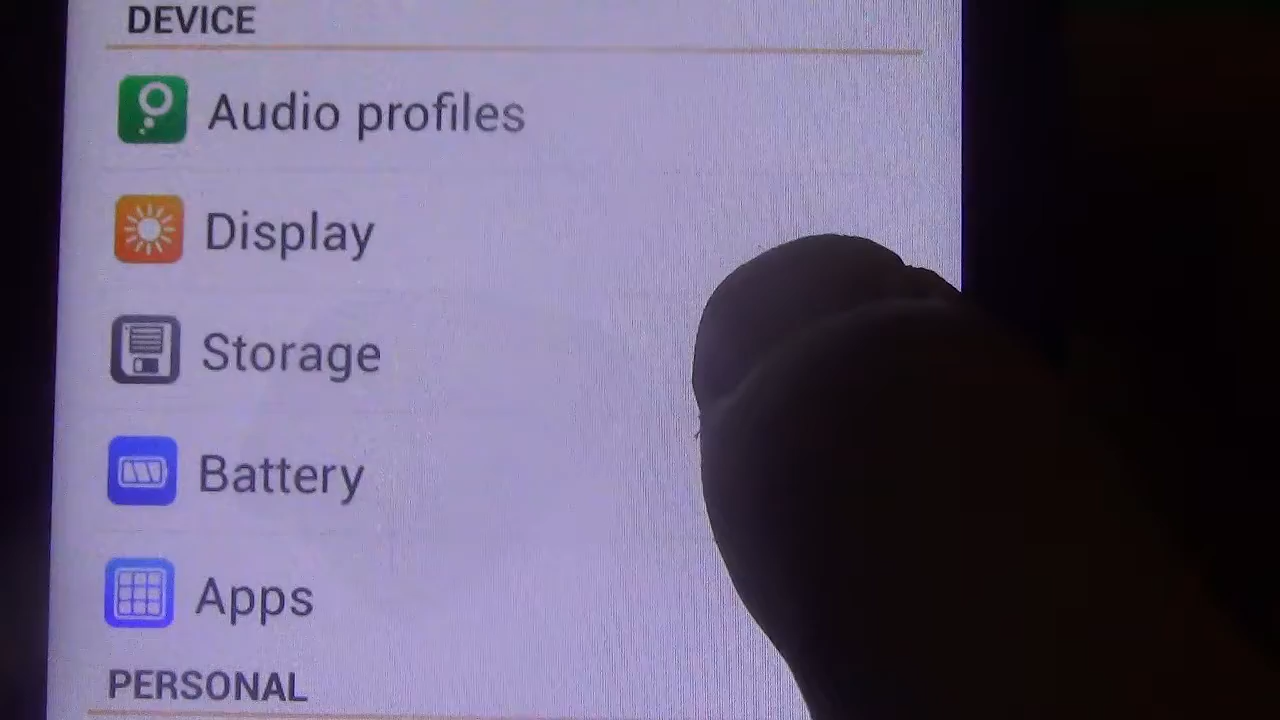 DEVICE
Audio profiles
Display
Storage
Battery
Apps
PERSONAL